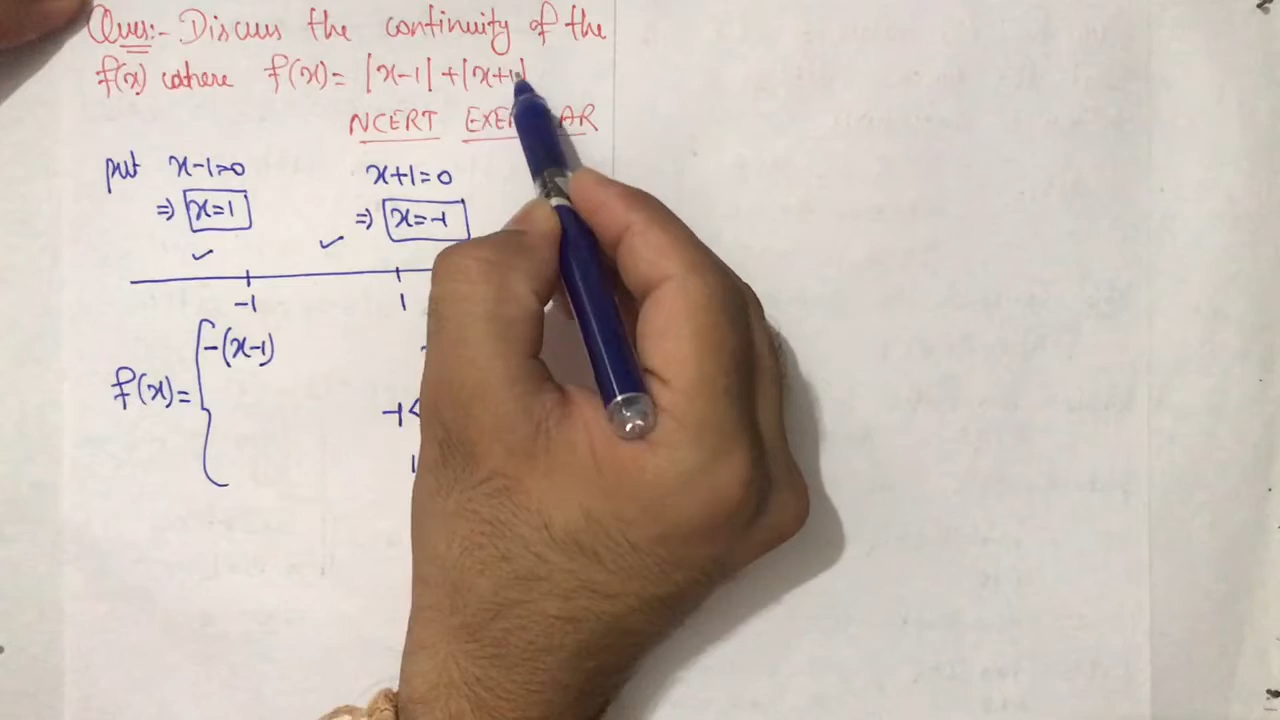 Ques:- Discuss the continuity of the
f(x) where f(x) = |x-1| + |x+1|
NCERT
put x-1=0 x+1=0
⇒ x=1 ⇒ x=-1
-1 1
f(x) = { -(x-1)
-1<
1